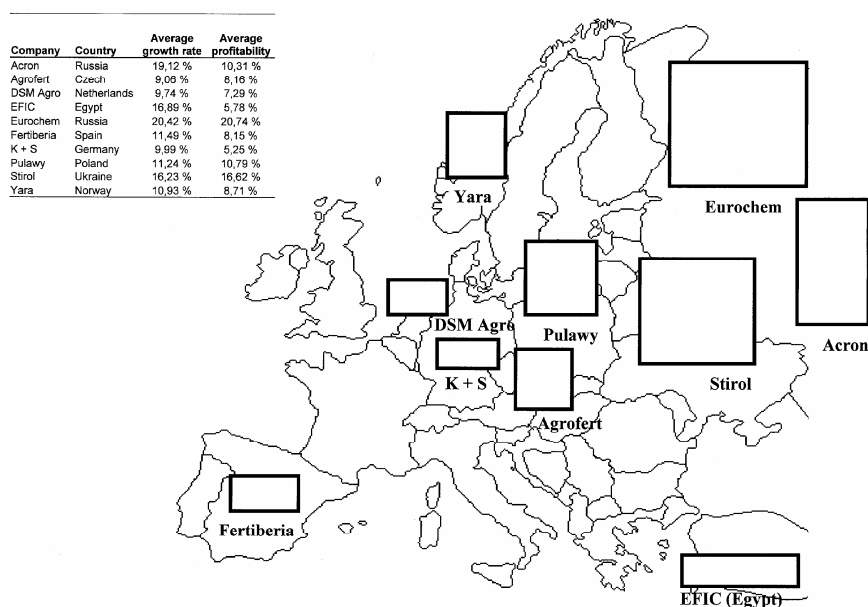 Average Average
Company Country growth rate profitability
Acron Russia 19,12 % 10,31 %
Agrofert Czech 9,06 % 8,16 %
DSM Agro Netherlands 9,74 % 7,29 %
EFIC Egypt 16,89 % 5,78 %
Eurochem Russia 20,42 % 20,74 %
Fertiberia Spain 11,49 % 8,15 %
K + S Germany 9,99 % 5,25 %
Pulawy Poland 11,24 % 10,79 %
Stirol Ukraine 16,23 % 16,62 %
Yara Norway 10,93 % 8,71 %
Yara
Eurochem
DSM Agro
Pulawy
Acron
K + S
Stirol
Agrofert
Fertiberia
EFIC (Egypt)